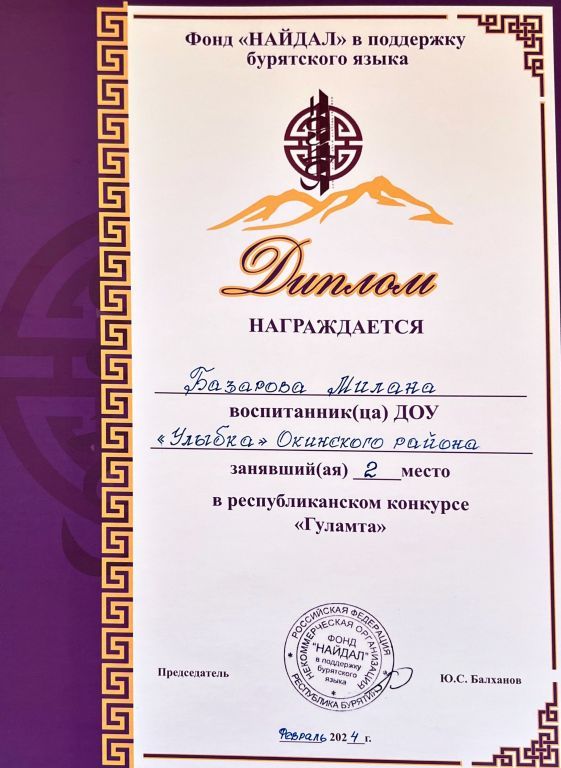 Фонд «НАЙДАЛ» в поддержку
бурятского языка
Диплом
НАГРАЖДАЕТСЯ
Базарова Милана
воспитанник(ца) ДОУ
«Улыбка» Окинского района
занявший(ая) 2 место
в республиканском конкурсе
«Гуламта»
РОССИЙСКАЯ ФЕДЕРАЦИЯ
НЕКОММЕРЧЕСКАЯ ОРГАНИЗАЦИЯ
ФОНД
"НАЙДАЛ"
в поддержку
бурятского
языка
РЕСПУБЛИКА БУРЯТИЯ
Председатель
Ю.С. Балханов
Февраль 2024 г.